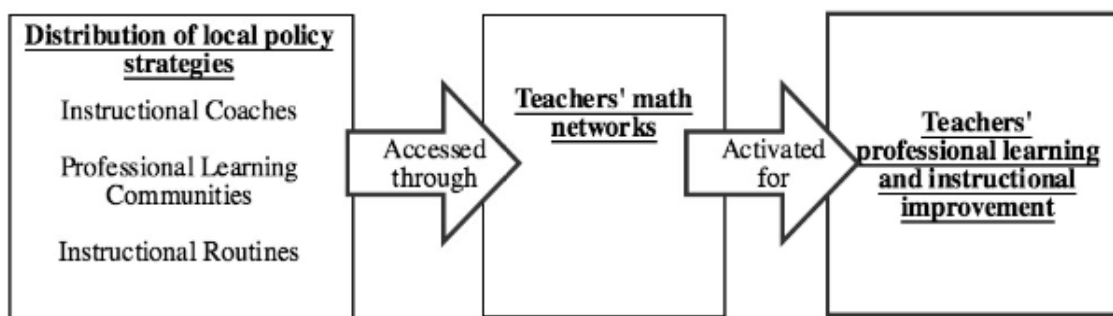 Distribution of local policy
strategies
Instructional Coaches
Professional Learning
Communities
Instructional Routines
Accessed
through
Teachers' math
networks
Activated
for
Teachers'
professional learning
and instructional
improvement